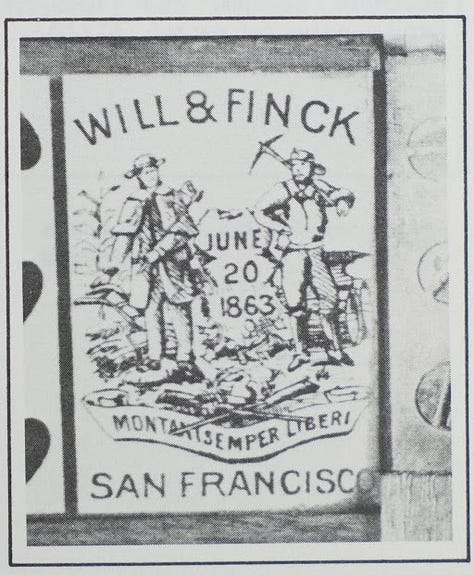 WILL & FINCK
JUNE
20
1863
MONTANI SEMPER LIBERI
SAN FRANCISCO